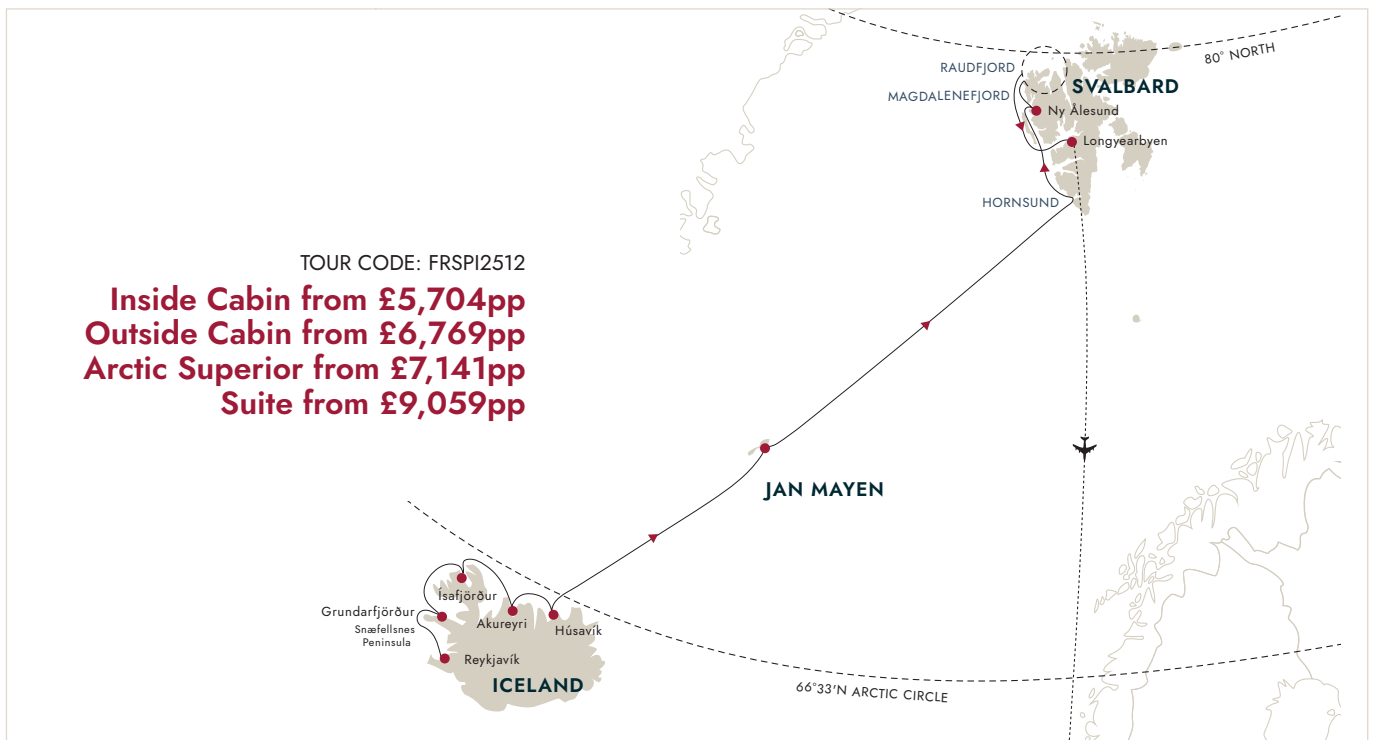 80° NORTH
RAUDFJORD
SVALBARD
MAGDALENEFJORD
Ny Ålesund
Longyearbyen
HORNSUND
TOUR CODE: FRSPI2512
Inside Cabin from £5,704pp
Outside Cabin from £6,769pp
Arctic Superior from £7,141pp
Suite from £9,059pp
JAN MAYEN
Ísafjörður
Grundarfjörður
Snæfellsnes
Peninsula
Akureyri
Húsavík
Reykjavík
ICELAND
66°33'N ARCTIC CIRCLE